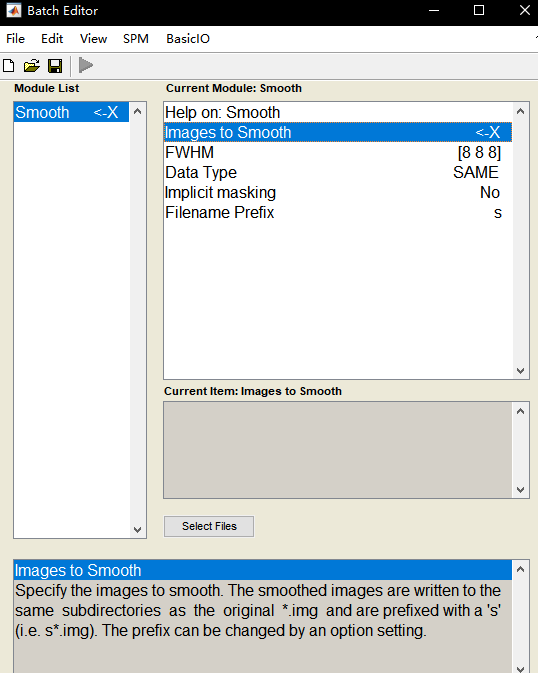 Batch Editor
File Edit View SPM BasicIO
Module List
Current Module: Smooth
Smooth <-X
Help on: Smooth
Images to Smooth <-X
FWHM [8 8 8]
Data Type SAME
Implicit masking No
Filename Prefix s
Current Item: Images to Smooth
Select Files
Images to Smooth
Specify the images to smooth. The smoothed images are written to the
same subdirectories as the original *.img and are prefixed with a 's'
(i.e. s*.img). The prefix can be changed by an option setting.